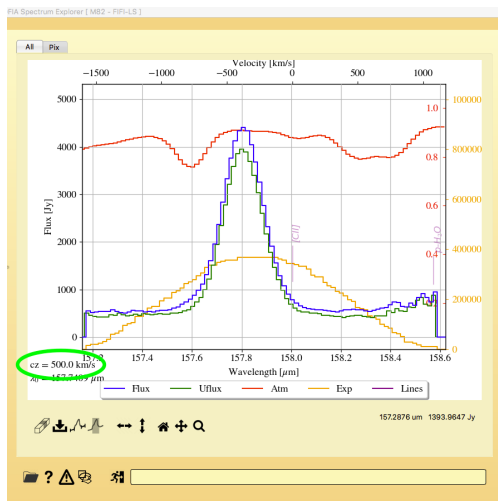 FIA Spectrum Explorer [ M82 - FIFI-LS ]
All Pix
Velocity [km/s]
−1500 −1000 −500 0 500 1000
5000 1.0 100000
4000 0.8 800000
3000 0.6 600000
2000 0.4 400000
1000 200000
0 0
Flux [Jy]
[CII]
157.4 157.6 157.8 158.0 158.2 158.4 158.6
cz = 500.0 km/s
Wavelength [μm]
λ₀ = 157.7409 μm
Flux Uflux Atm Exp Lines
157.2876 um 1393.9647 Jy